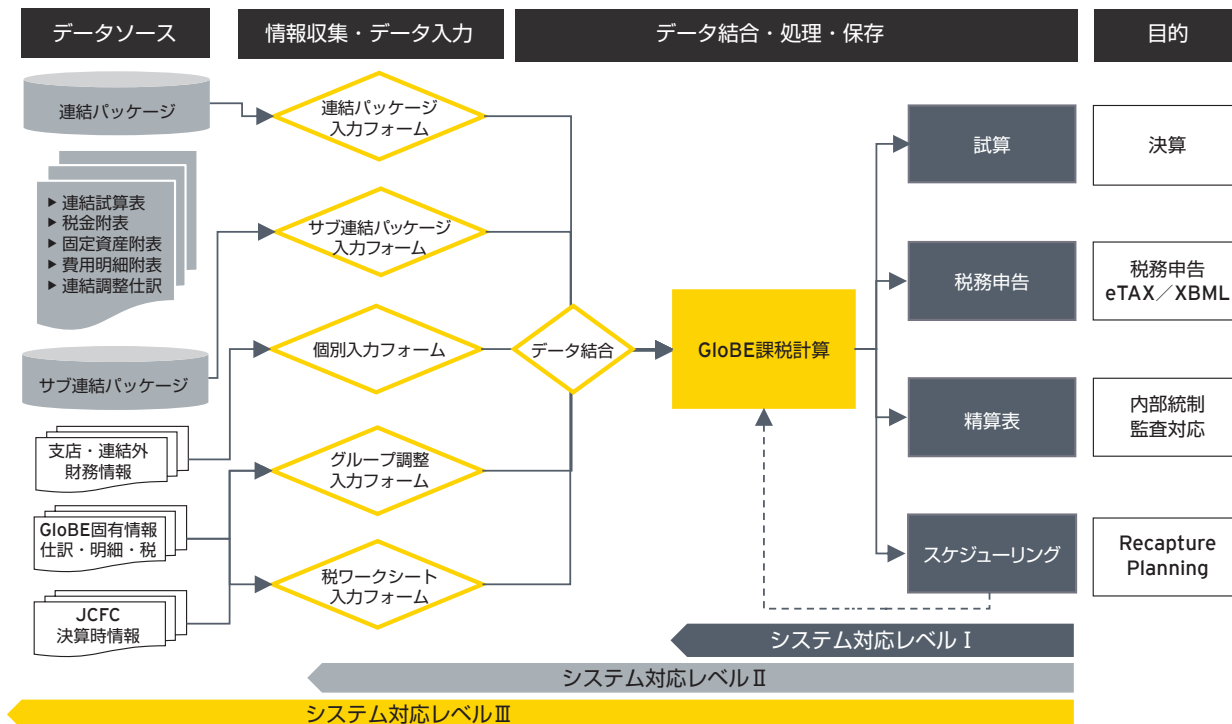 データソース
情報収集・データ入力
データ結合・処理・保存
目的
連結パッケージ
▶ 連結試算表
▶ 税金附表
▶ 固定資産附表
▶ 費用明細附表
▶ 連結調整仕訳
サブ連結パッケージ
支店・連結外
財務情報
GloBE固有情報
仕訳・明細・税
JCFC
決算時情報
連結パッケージ
入力フォーム
サブ連結パッケージ
入力フォーム
個別入力フォーム
グループ調整
入力フォーム
税ワークシート
入力フォーム
データ結合
GloBE課税計算
試算
税務申告
精算表
スケジューリング
決算
税務申告
eTAX／XBML
内部統制
監査対応
Recapture
Planning
システム対応レベルⅠ
システム対応レベルⅡ
システム対応レベルⅢ